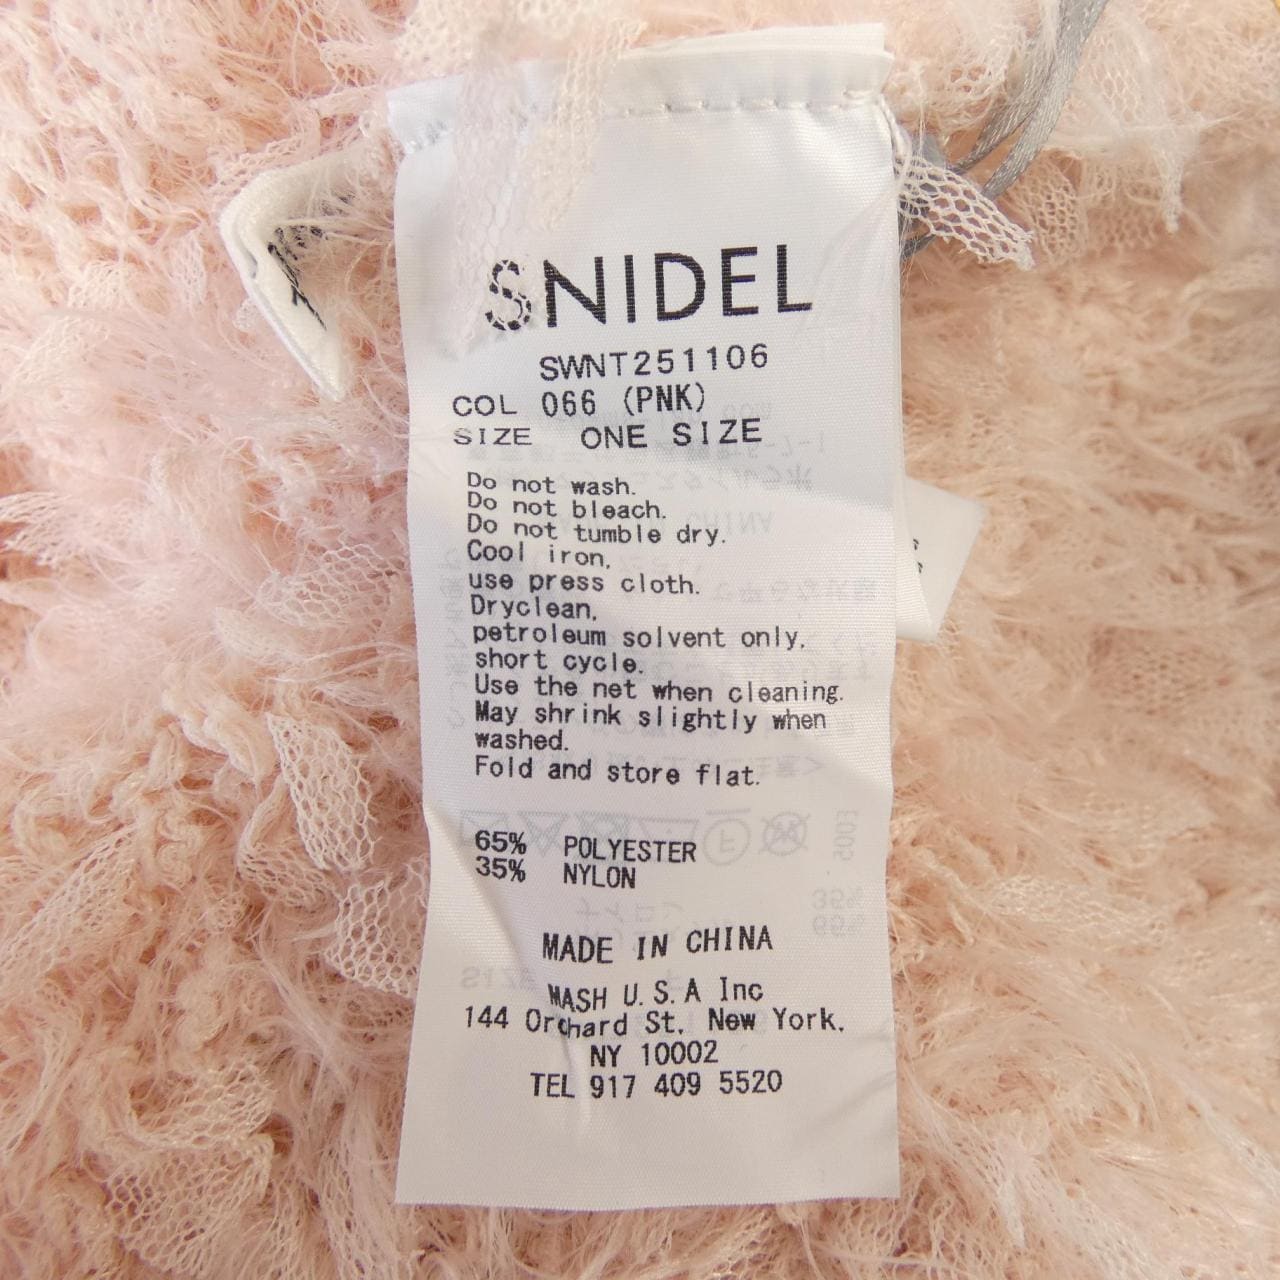 SNIDEL
SWNT251106
COL 066 (PNK)
SIZE ONE SIZE
Do not wash.
Do not bleach.
Do not tumble dry.
Cool iron,
use press cloth.
Dryclean,
petroleum solvent only,
short cycle.
Use the net when cleaning.
May shrink slightly when
washed.
Fold and store flat.
65% POLYESTER
35% NYLON
MADE IN CHINA
MASH U.S.A Inc
144 Orchard St, New York,
NY 10002
TEL 917 409 5520